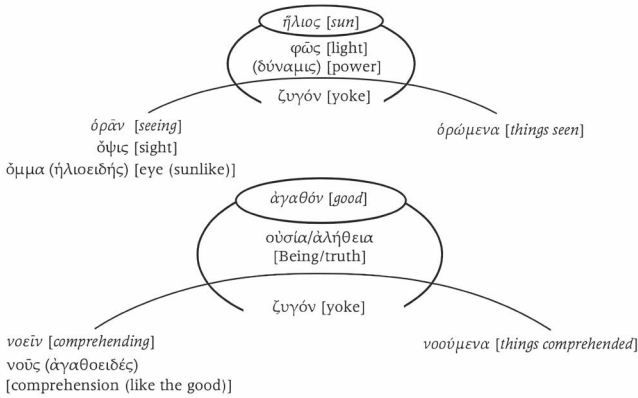 ἥλιος [sun]
φῶς [light]
(δύναμις) [power]
ζυγόν [yoke]
ὁρᾶν [seeing]
ὄψις [sight]
ὄμμα (ἡλιοειδής) [eye (sunlike)]
ὁρώμενα [things seen]
ἀγαθόν [good]
οὐσία/ἀλήθεια
[Being/truth]
ζυγόν [yoke]
νοεῖν [comprehending]
νοῦς (ἀγαθοειδές)
[comprehension (like the good)]
νοούμενα [things comprehended]